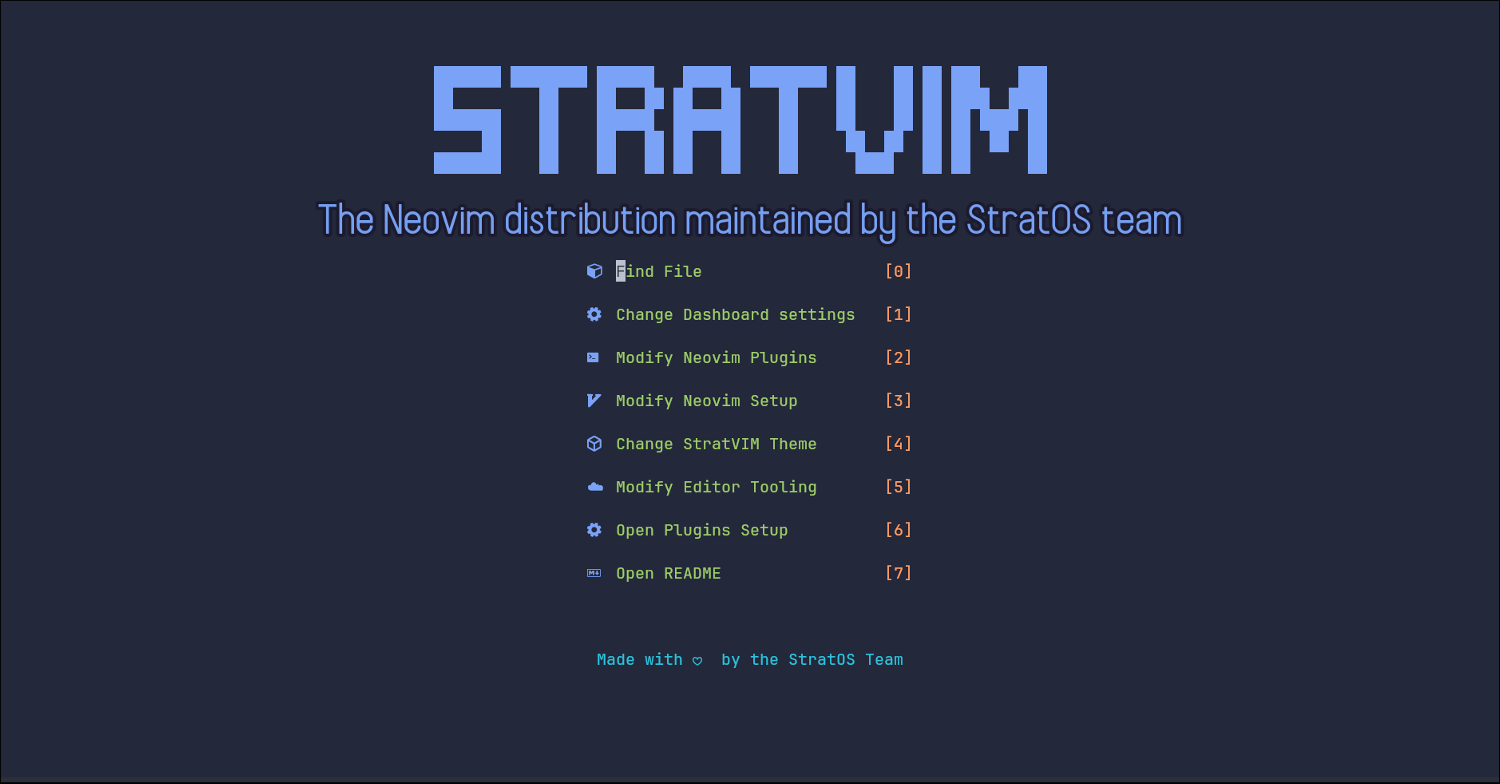 STRATVIM
The Neovim distribution maintained by the StratOS team
Find File [0]
Change Dashboard settings [1]
Modify Neovim Plugins [2]
Modify Neovim Setup [3]
Change StratVIM Theme [4]
Modify Editor Tooling [5]
Open Plugins Setup [6]
Open README [7]
Made with ♡ by the StratOS Team